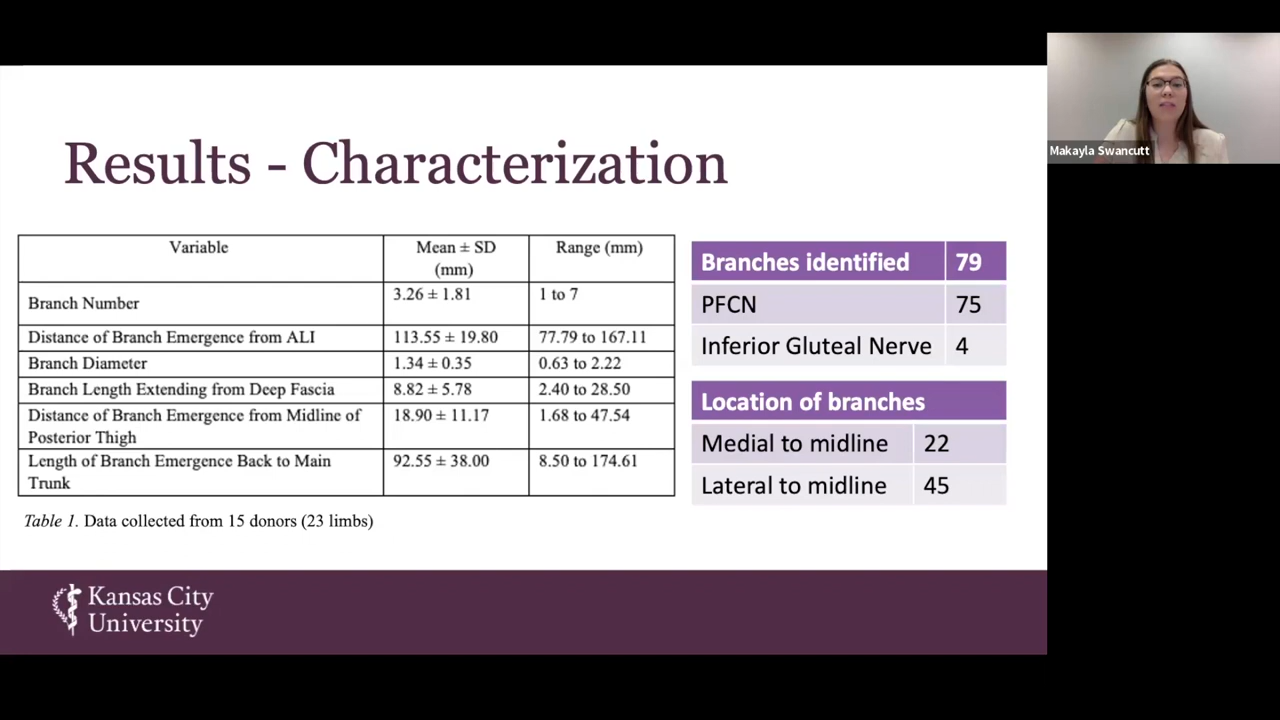 Results - Characterization
Variable
Mean ± SD
(mm)
Range (mm)
Branch Number
3.26 ± 1.81
1 to 7
Distance of Branch Emergence from ALI
113.55 ± 19.80
77.79 to 167.11
Branch Diameter
1.34 ± 0.35
0.63 to 2.22
Branch Length Extending from Deep Fascia
8.82 ± 5.78
2.40 to 28.50
Distance of Branch Emergence from Midline of
Posterior Thigh
18.90 ± 11.17
1.68 to 47.54
Length of Branch Emergence Back to Main
Trunk
92.55 ± 38.00
8.50 to 174.61
Table 1. Data collected from 15 donors (23 limbs)
Branches identified
79
PFCN
75
Inferior Gluteal Nerve
4
Location of branches
Medial to midline
22
Lateral to midline
45
Kansas City
University
Makayla Swancutt